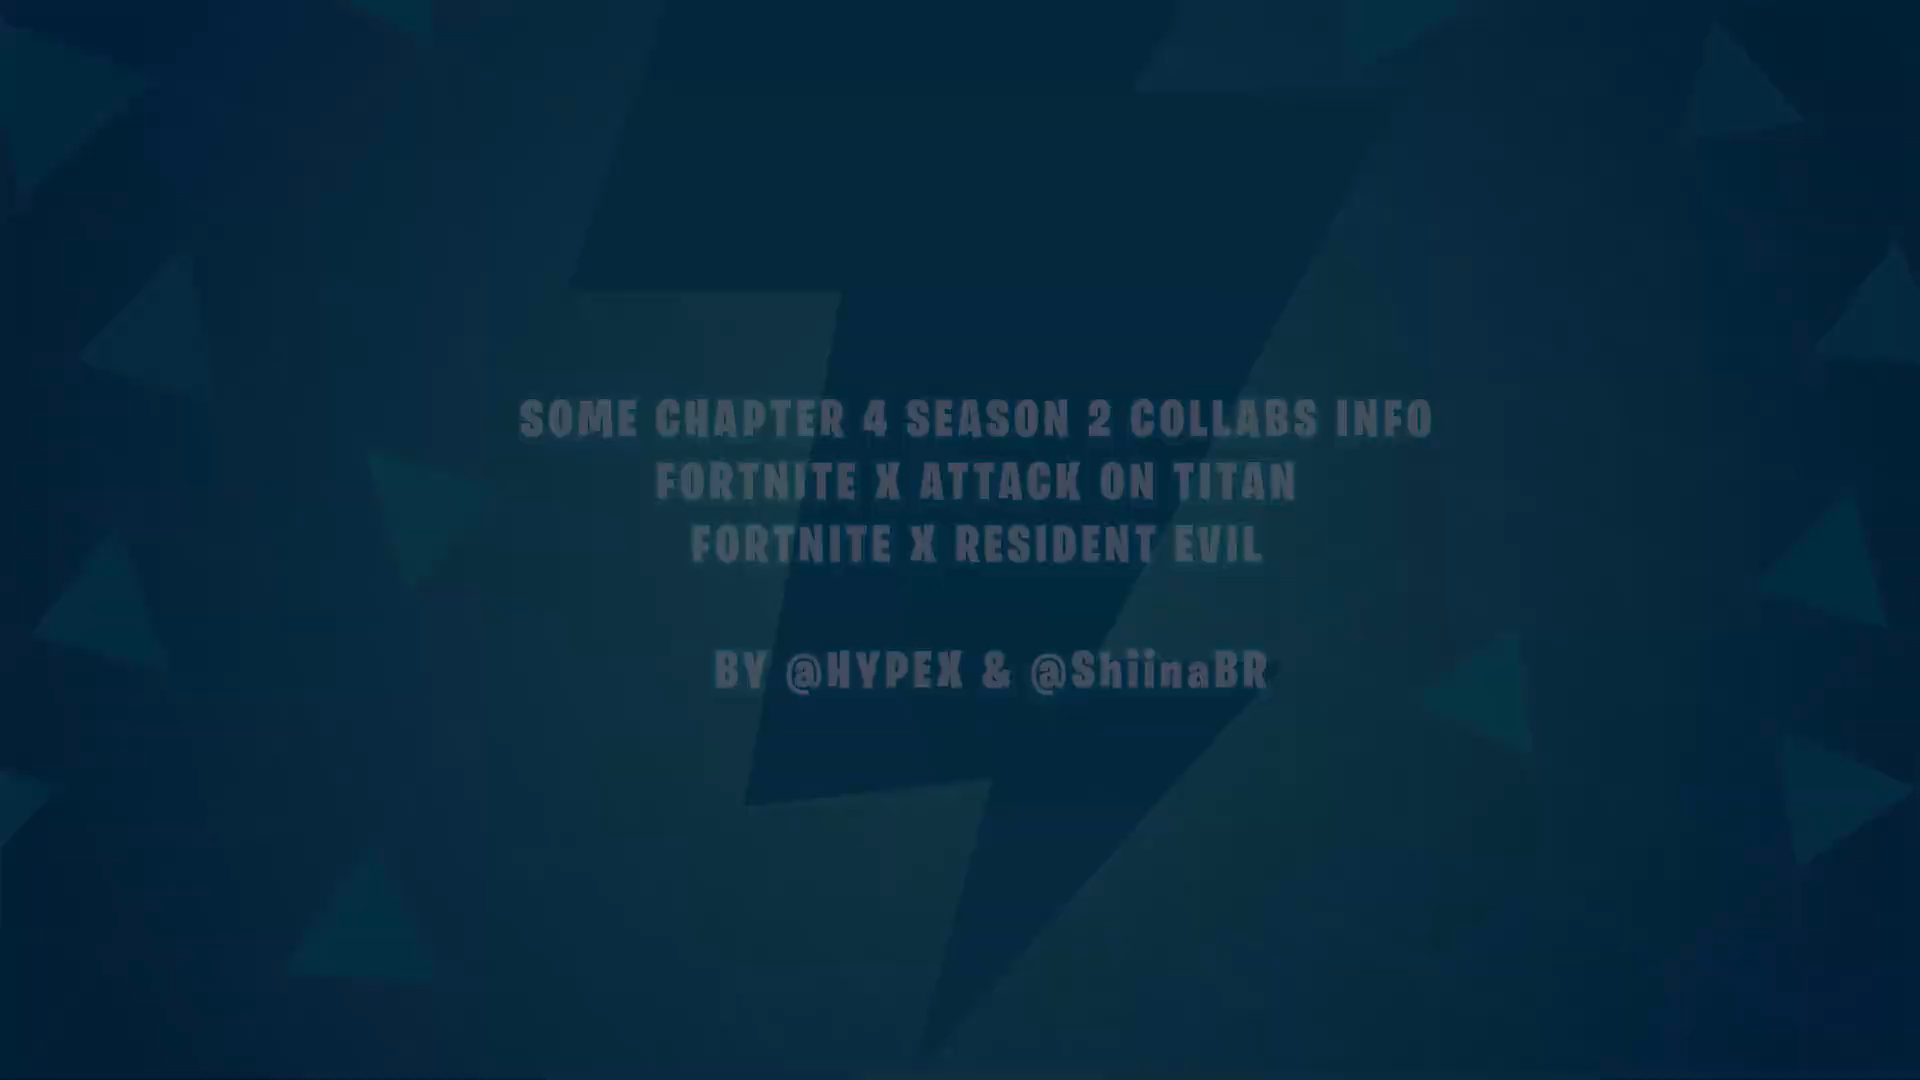 SOME CHAPTER 4 SEASON 2 COLLABS INFO
FORTNITE X ATTACK ON TITAN
FORTNITE X RESIDENT EVIL
BY @HYPEX & @ShiinaBR